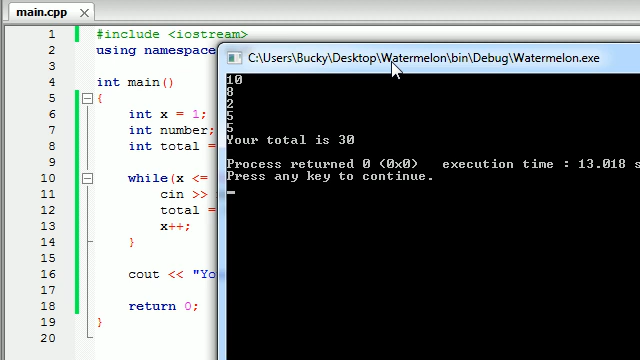 main.cpp
1 #include <iostream>
2 using namespace
3
4 int main()
5 {
6 int x = 1;
7 int number;
8 int total =
9
10 while(x <=
11 cin >>
12 total =
13 x++;
14 }
15
16 cout << "Yo
17
18 return 0;
19 }
20
C:\Users\Bucky\Desktop\Watermelon\bin\Debug\Watermelon.exe
10
8
2
5
5
Your total is 30
Process returned 0 (0x0) execution time : 13.018 s
Press any key to continue.